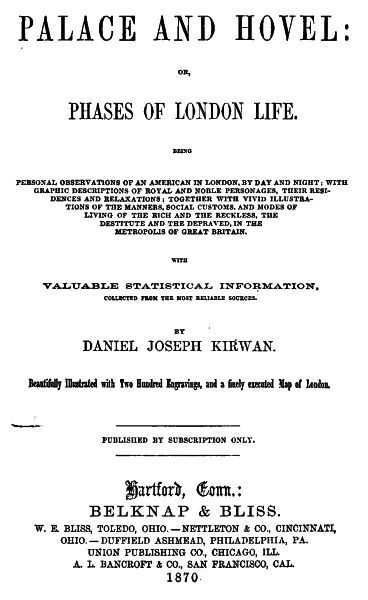 PALACE AND HOVEL:
OR,
PHASES OF LONDON LIFE.
BEING
PERSONAL OBSERVATIONS OF AN AMERICAN IN LONDON, BY DAY AND NIGHT; WITH
GRAPHIC DESCRIPTIONS OF ROYAL AND NOBLE PERSONAGES, THEIR RESI-
DENCES AND RELAXATIONS; TOGETHER WITH VIVID ILLUSTRA-
TIONS OF THE MANNERS, SOCIAL CUSTOMS, AND MODES OF
LIVING OF THE RICH AND THE RECKLESS, THE
DESTITUTE AND THE DEPRAVED, IN THE
METROPOLIS OF GREAT BRITAIN.
WITH
VALUABLE STATISTICAL INFORMATION,
COLLECTED FROM THE MOST RELIABLE SOURCES.
BY
DANIEL JOSEPH KIRWAN.
Beautifully Illustrated with Two Hundred Engravings, and a finely executed Map of London.
PUBLISHED BY SUBSCRIPTION ONLY.
Hartford, Conn.:
BELKNAP & BLISS.
W. E. BLISS, TOLEDO, OHIO.—NETTLETON & CO., CINCINNATI,
OHIO.—DUFFIELD ASHMEAD, PHILADELPHIA, PA.
UNION PUBLISHING CO., CHICAGO, ILL.
A. L. BANCROFT & CO., SAN FRANCISCO, CAL.
1870.